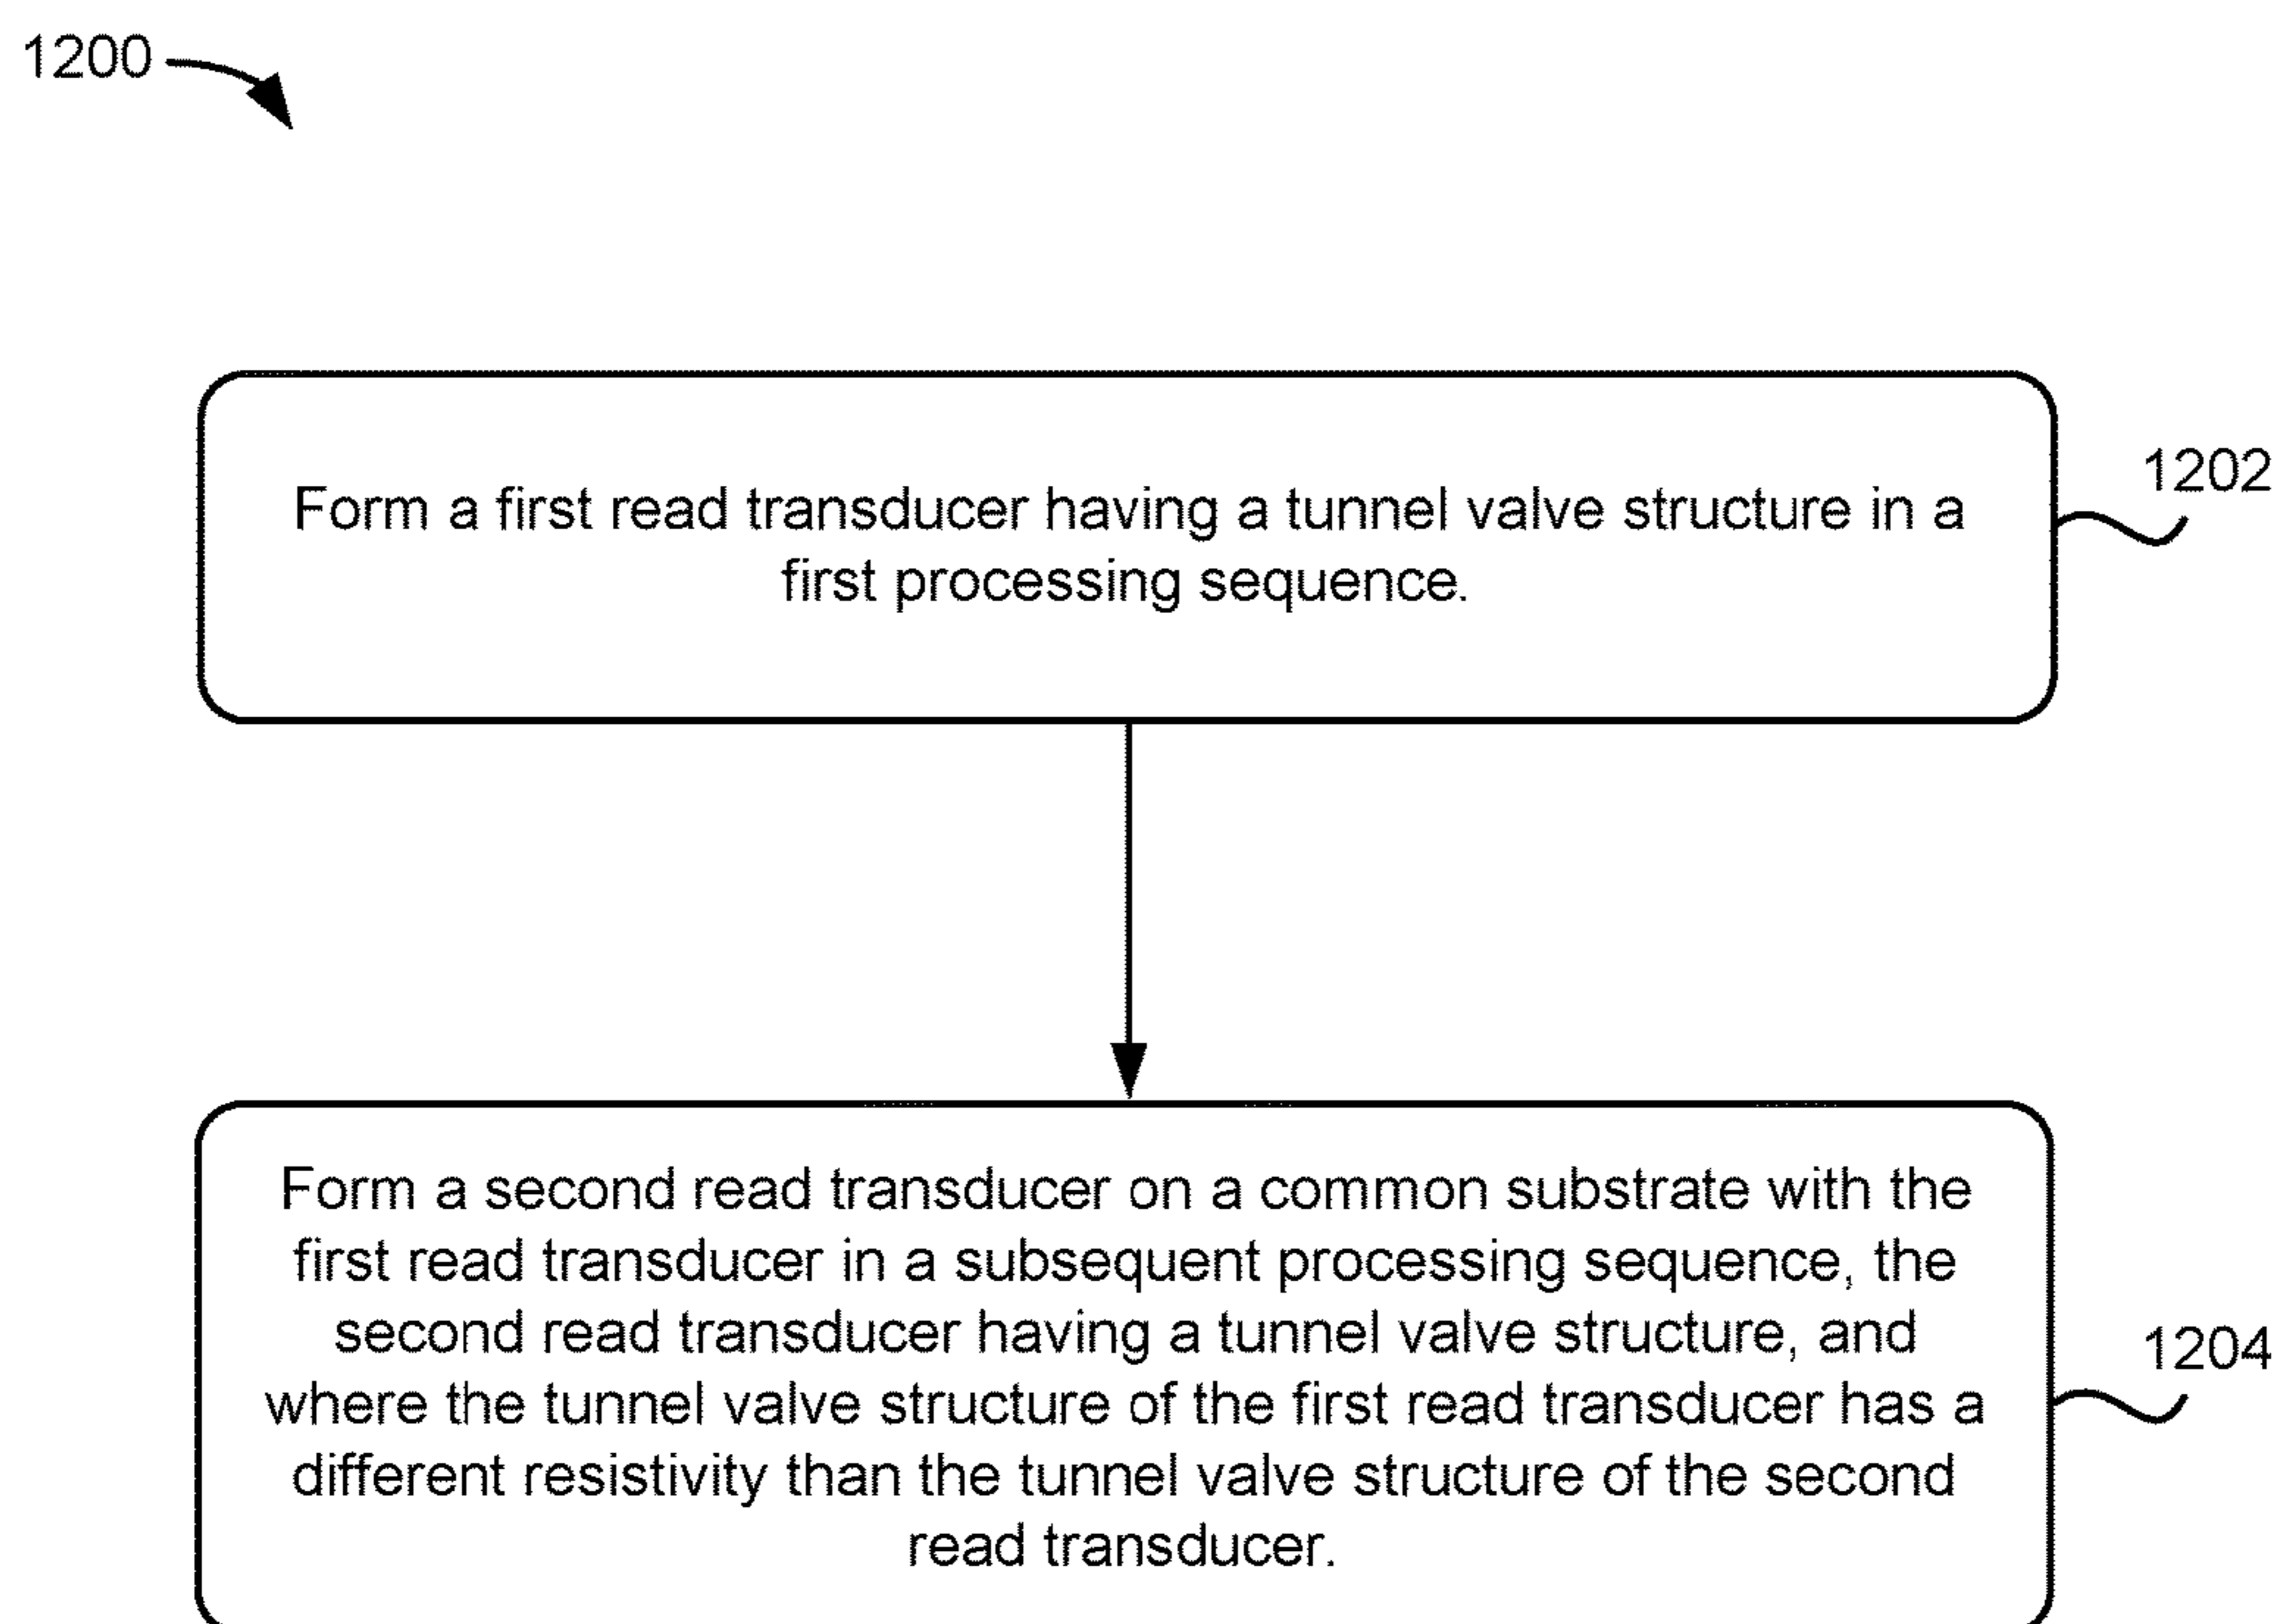 1200
Form a first read transducer having a tunnel valve structure in a
first processing sequence.
1202
Form a second read transducer on a common substrate with the
first read transducer in a subsequent processing sequence, the
second read transducer having a tunnel valve structure, and
where the tunnel valve structure of the first read transducer has a
different resistivity than the tunnel valve structure of the second
read transducer.
1204